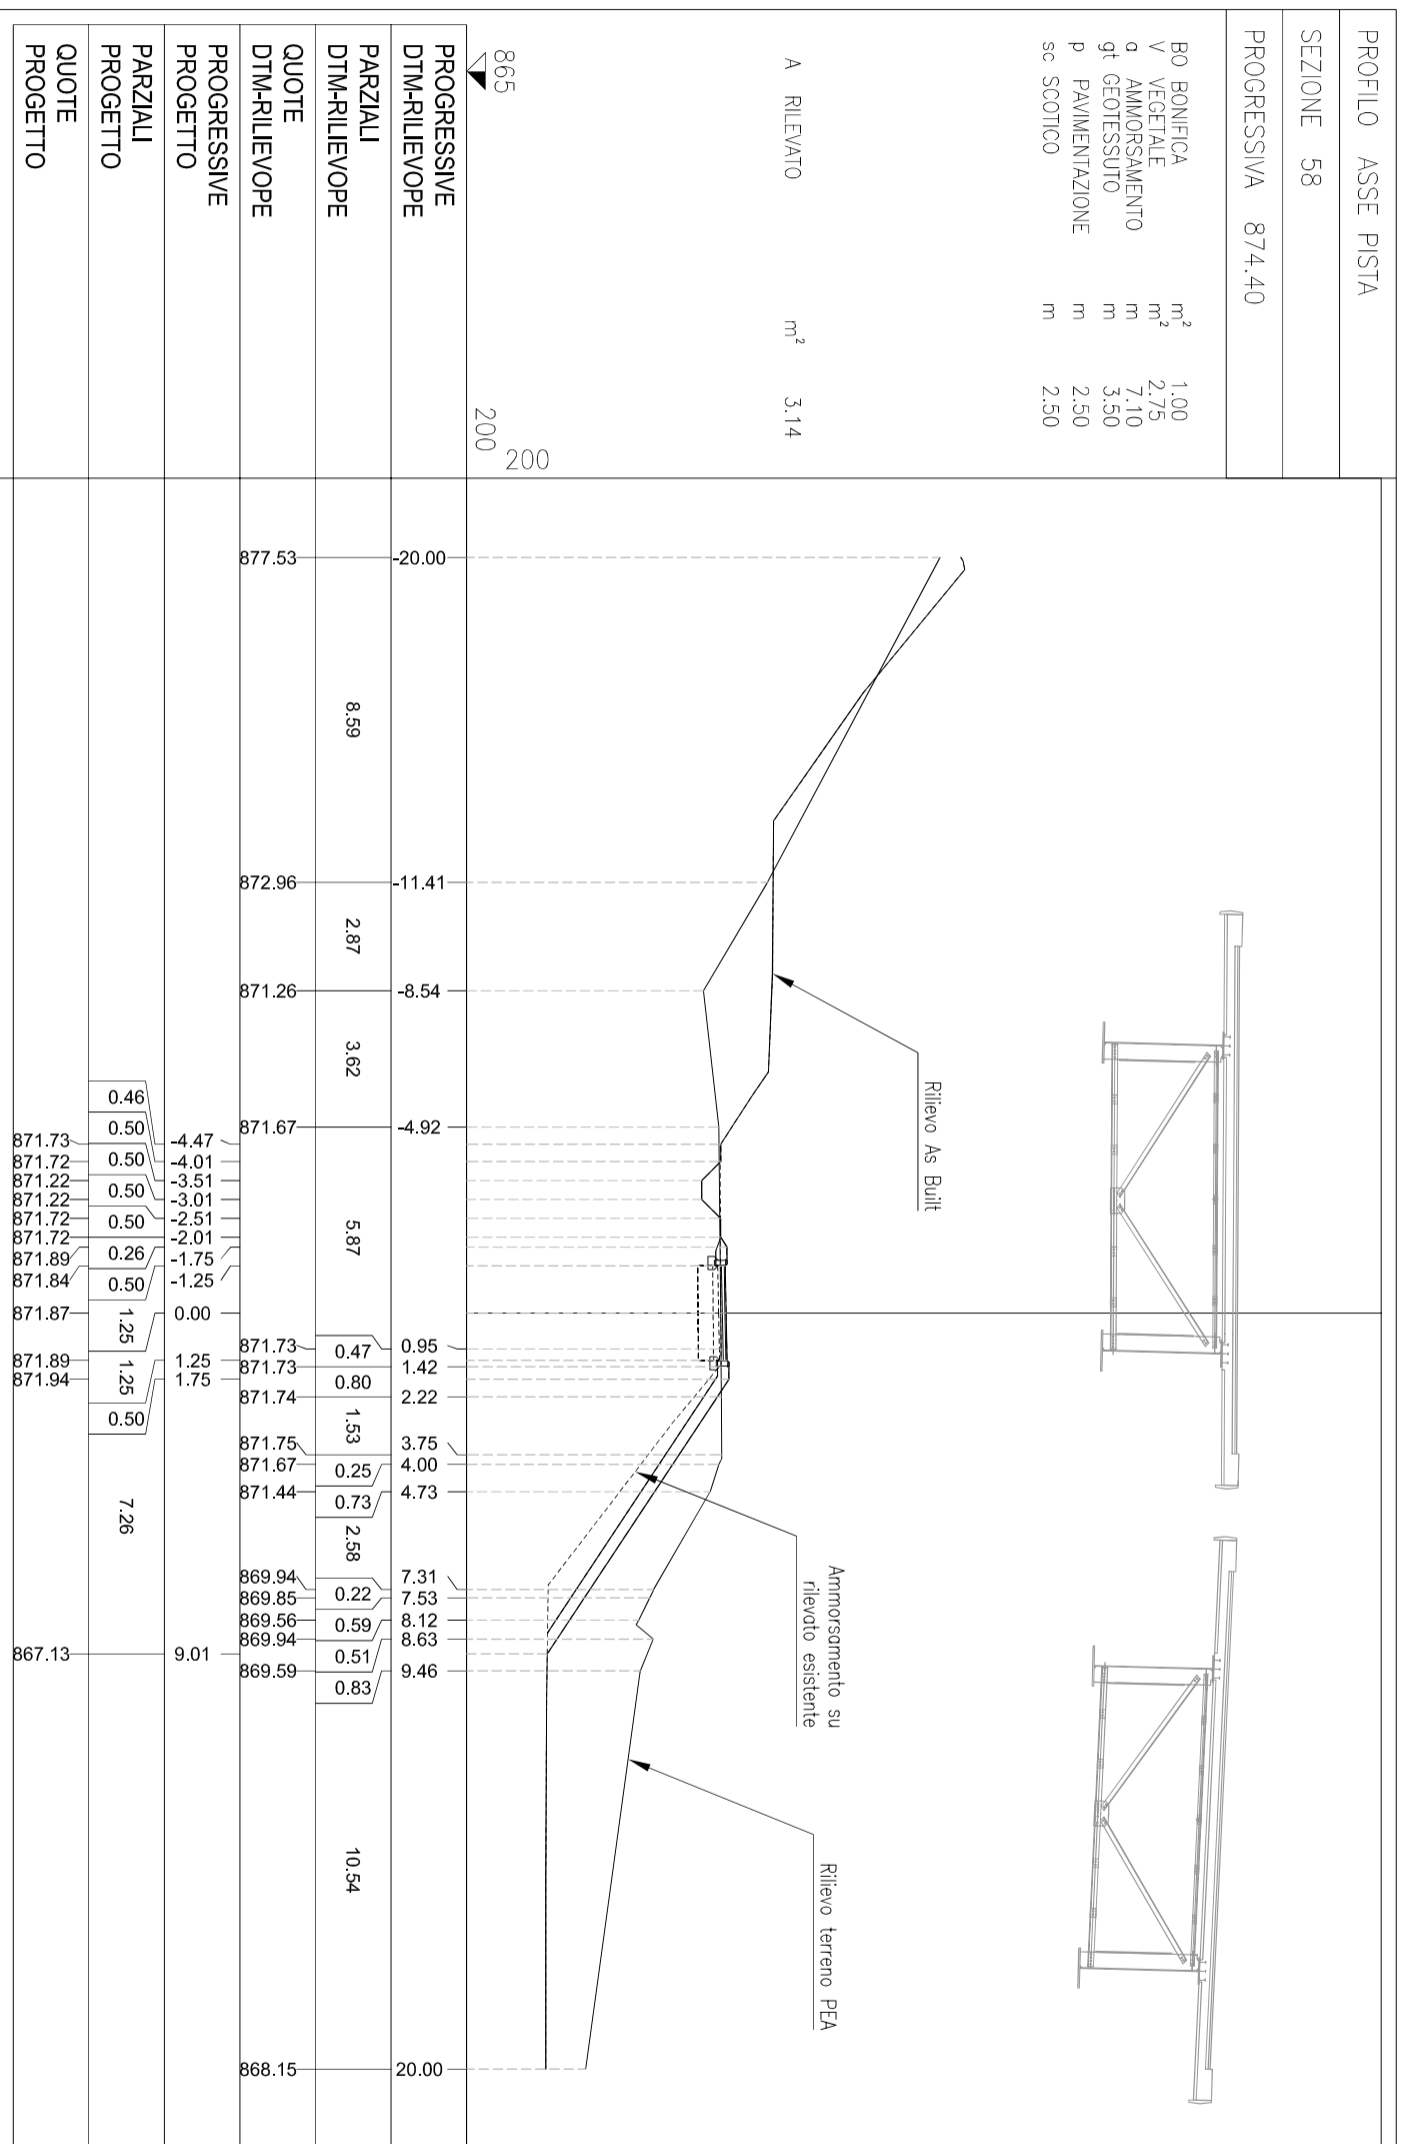 PROFILO ASSE PISTA
SEZIONE 58
PROGRESSIVA 874.40
BO BONIFICA m² 1.00
V VEGETALE m² 2.75
a AMMORSAMENTO m 7.10
gt GEOTESSUTO m 3.50
p PAVIMENTAZIONE m 2.50
sc SCOTICO m 2.50
A RILEVATO m² 3.14
Rilievo As Built
Ammorsamento su
rilevato esistente
Rilievo terreno PEA
865
200
200
PROGRESSIVE
DTM-RILIEVOPE
-20.00 -11.41 -8.54 -4.92 0.95 1.42 2.22 3.75 4.00 4.73 7.31 7.53 8.12 8.63 9.46 20.00
PARZIALI
DTM-RILIEVOPE
8.59 2.87 3.62 5.87 0.47 0.80 1.53 0.25 0.73 2.58 0.22 0.59 0.51 0.83 10.54
QUOTE
DTM-RILIEVOPE
877.53 872.96 871.26 871.67 871.73 871.73 871.74 871.75 871.67 871.44 869.94 869.85 869.56 869.94 869.59 868.15
PROGRESSIVE
PROGETTO
-4.47 -4.01 -3.51 -3.01 -2.51 -2.01 -1.75 -1.25 0.00 1.25 1.75 9.01
PARZIALI
PROGETTO
0.46 0.50 0.50 0.50 0.50 0.26 0.50 1.25 1.25 0.50 7.26
QUOTE
PROGETTO
871.73 871.72 871.22 871.22 871.72 871.72 871.89 871.84 871.87 871.89 871.94 867.13